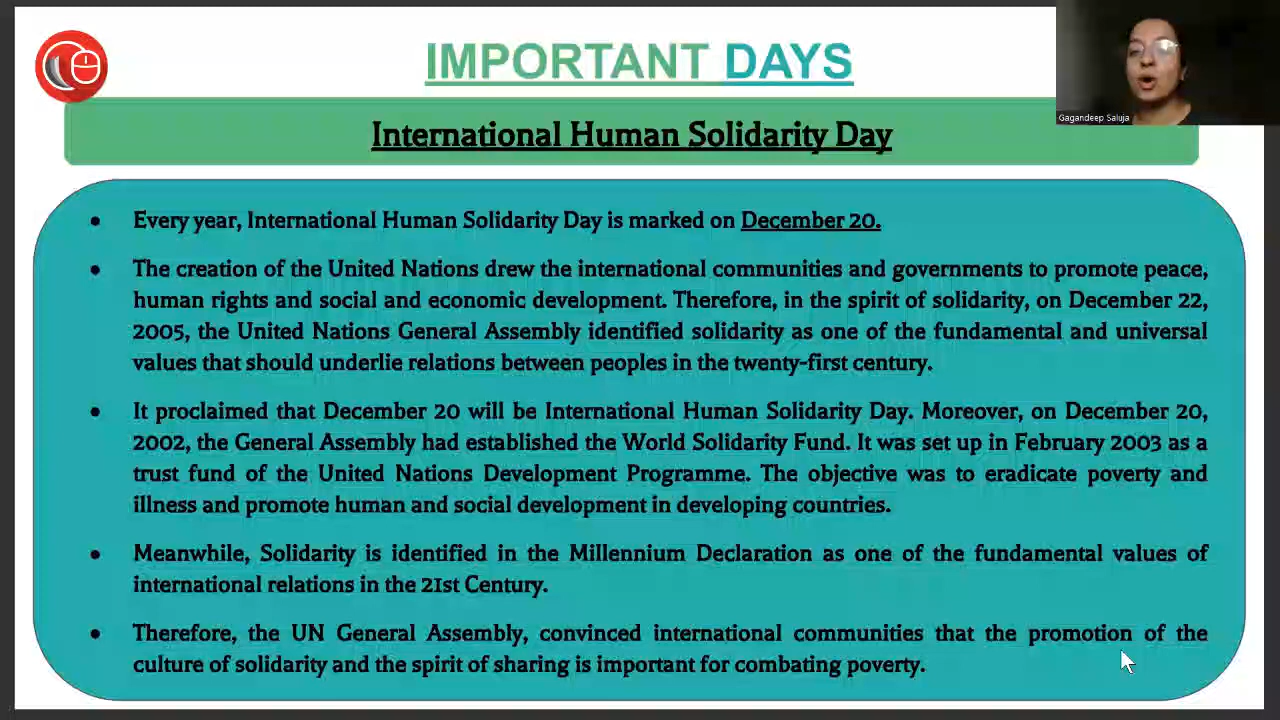 IMPORTANT DAYS
Gagandeep Saluja
International Human Solidarity Day
• Every year, International Human Solidarity Day is marked on December 20.
• The creation of the United Nations drew the international communities and governments to promote peace,
human rights and social and economic development. Therefore, in the spirit of solidarity, on December 22,
2005, the United Nations General Assembly identified solidarity as one of the fundamental and universal
values that should underlie relations between peoples in the twenty-first century.
• It proclaimed that December 20 will be International Human Solidarity Day. Moreover, on December 20,
2002, the General Assembly had established the World Solidarity Fund. It was set up in February 2003 as a
trust fund of the United Nations Development Programme. The objective was to eradicate poverty and
illness and promote human and social development in developing countries.
• Meanwhile, Solidarity is identified in the Millennium Declaration as one of the fundamental values of
international relations in the 21st Century.
• Therefore, the UN General Assembly, convinced international communities that the promotion of the
culture of solidarity and the spirit of sharing is important for combating poverty.